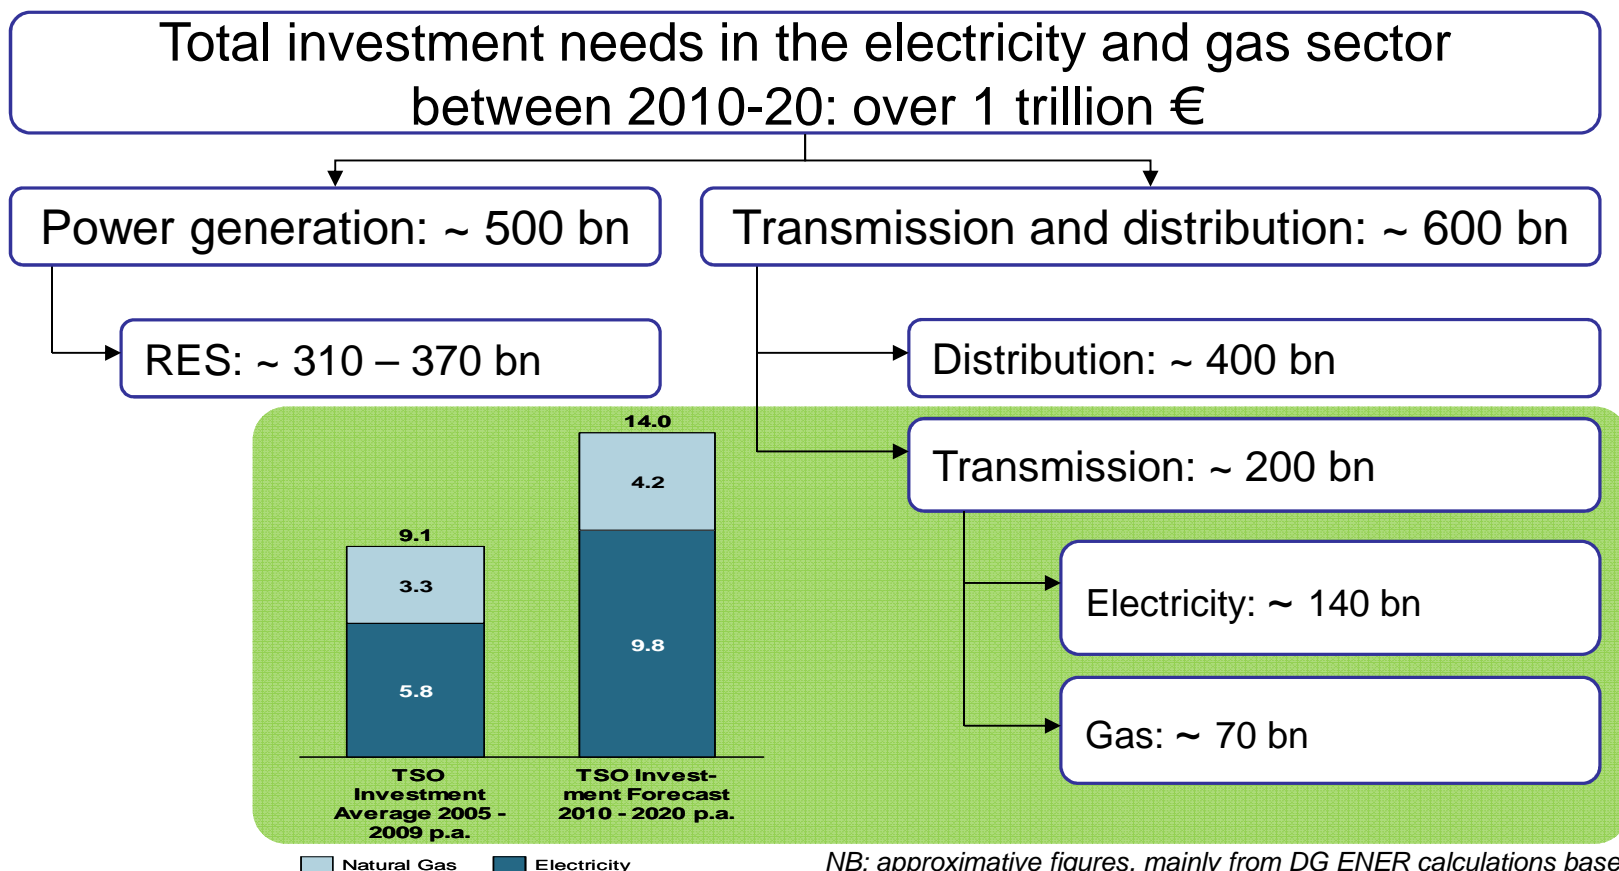 Total investment needs in the electricity and gas sector
between 2010-20: over 1 trillion €
Power generation: ~ 500 bn
Transmission and distribution: ~ 600 bn
RES: ~ 310 – 370 bn
Distribution: ~ 400 bn
Transmission: ~ 200 bn
Electricity: ~ 140 bn
Gas: ~ 70 bn
14.0
4.2
9.8
9.1
3.3
5.8
TSO
Investment
Average 2005 -
2009 p.a.
TSO Invest-
ment Forecast
2010 - 2020 p.a.
Natural Gas
Electricity
NB: approximative figures, mainly from DG ENER calculations base